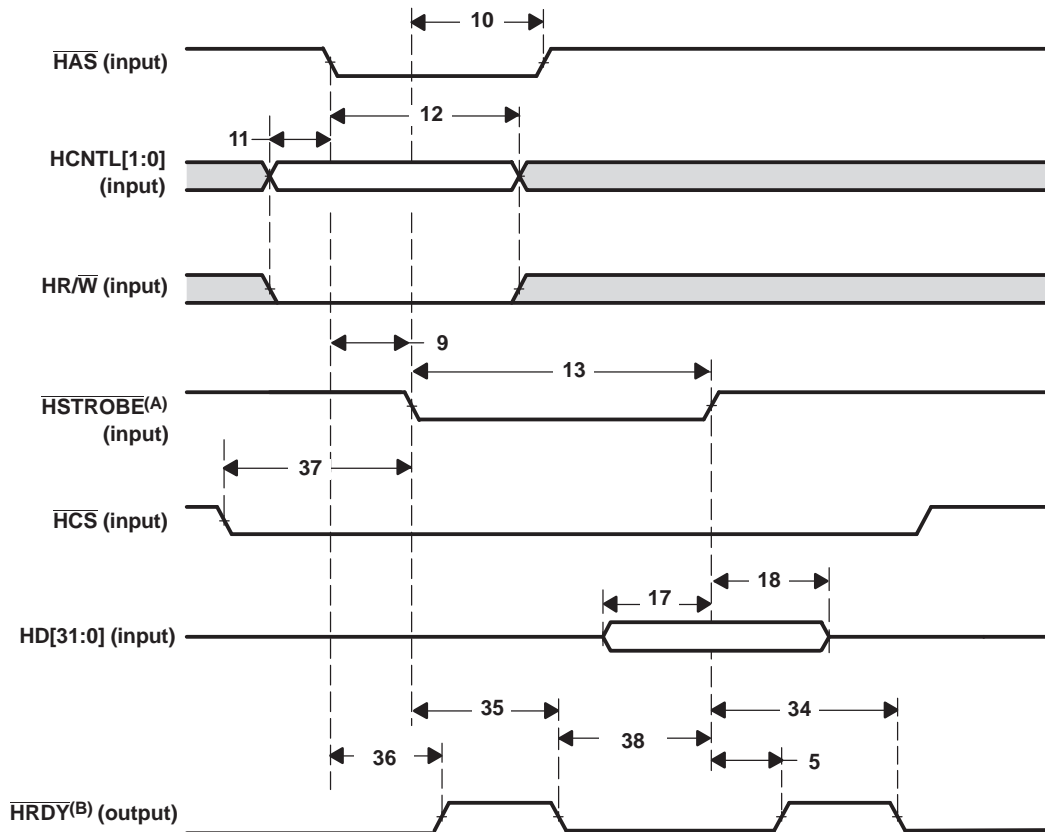 10
HAS (input)
12
11
HCNTL[1:0]
(input)
HR/W (input)
9
13
HSTROBE(A)
(input)
37
HCS (input)
18
17
HD[31:0] (input)
35
34
38
36
5
HRDY(B) (output)